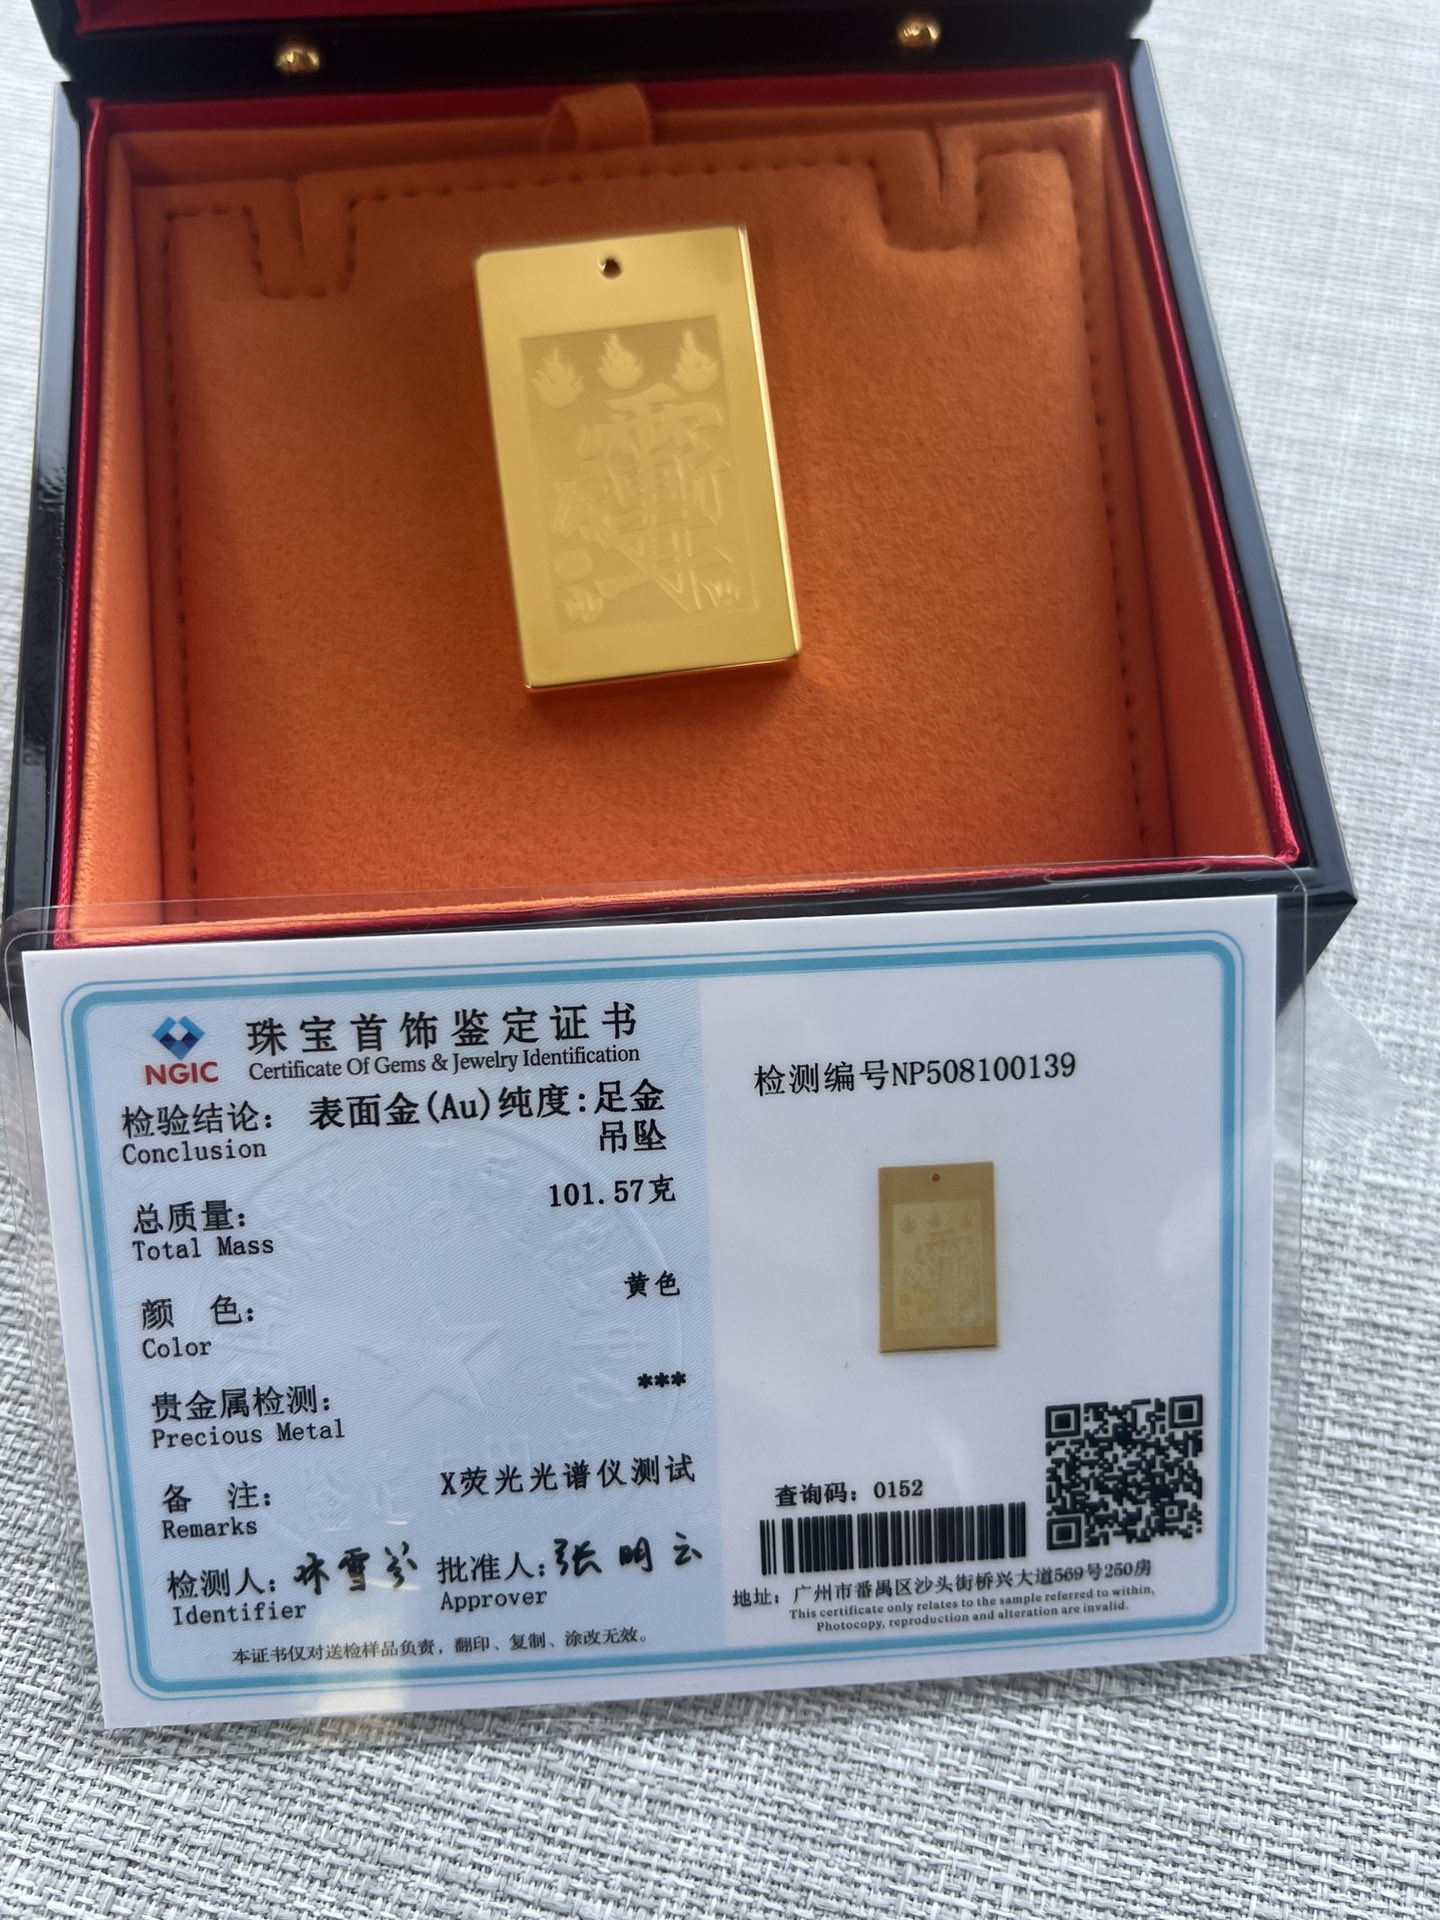 NGIC
珠宝首饰鉴定证书
Certificate Of Gems & Jewelry Identification
检验结论： 表面金(Au)纯度:足金
Conclusion 吊坠
总质量： 101.57克
Total Mass
颜 色： 黄色
Color
贵金属检测： ***
Precious Metal
备 注： X荧光光谱仪测试
Remarks
检测人： 批准人：张明云
Identifier Approver
本证书仅对送检样品负责，翻印、复制、涂改无效。
检测编号NP508100139
查询码：0152
地址：广州市番禺区沙头街桥兴大道569号250房
This certificate only relates to the sample referred to within,
Photocopy, reproduction and alteration are invalid.